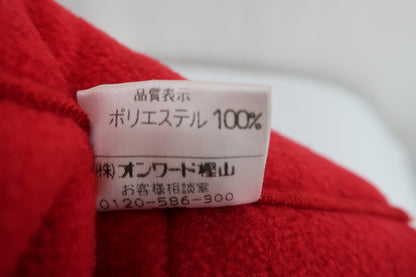 品質表示
ポリエステル 100%
(株)オンワード樫山
お客様相談室
0120-586-300